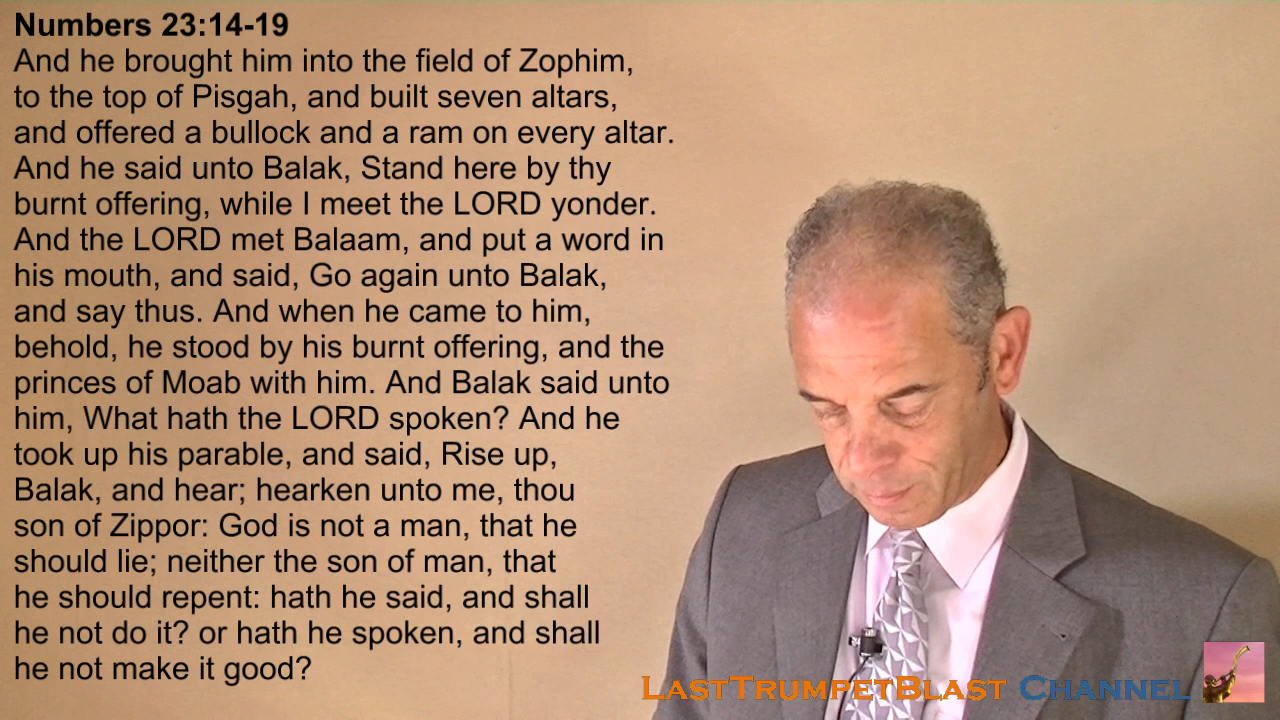 Numbers 23:14-19
And he brought him into the field of Zophim,
to the top of Pisgah, and built seven altars,
and offered a bullock and a ram on every altar.
And he said unto Balak, Stand here by thy
burnt offering, while I meet the LORD yonder.
And the LORD met Balaam, and put a word in
his mouth, and said, Go again unto Balak,
and say thus. And when he came to him,
behold, he stood by his burnt offering, and the
princes of Moab with him. And Balak said unto
him, What hath the LORD spoken? And he
took up his parable, and said, Rise up,
Balak, and hear; hearken unto me, thou
son of Zippor: God is not a man, that he
should lie; neither the son of man, that
he should repent: hath he said, and shall
he not do it? or hath he spoken, and shall
he not make it good?
LastTrumpetBlast Channel